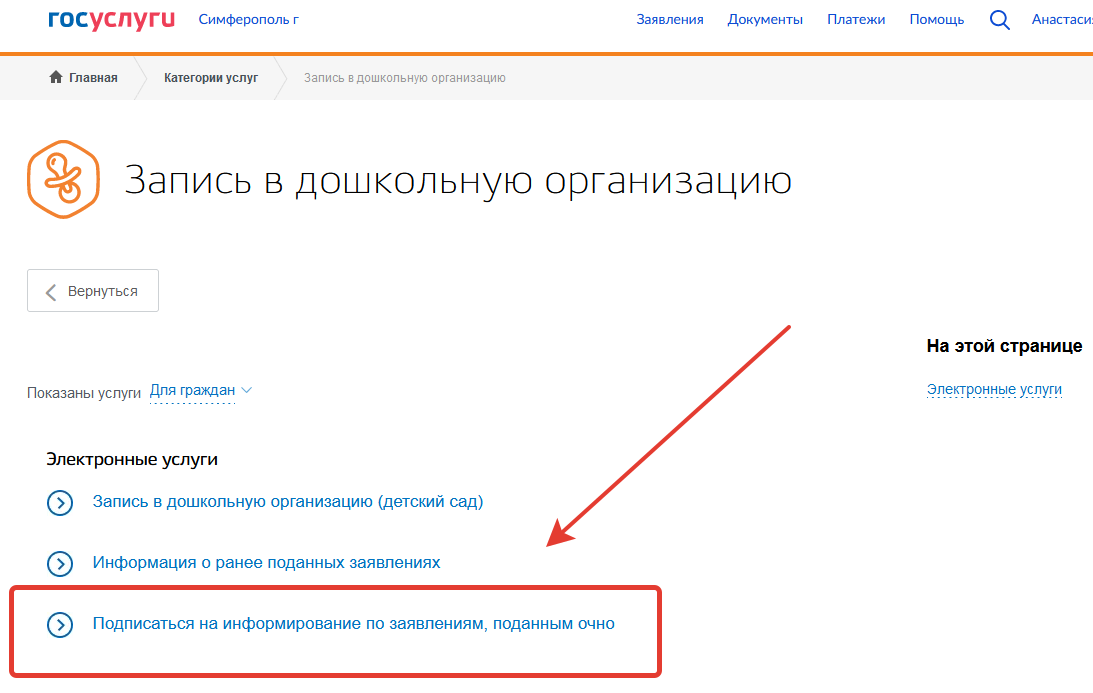 госуслуги Симферополь г Заявления Документы Платежи Помощь Анастаси
Главная Категории услуг Запись в дошкольную организацию
Запись в дошкольную организацию
Вернуться
На этой странице
Показаны услуги Для граждан Электронные услуги
Электронные услуги
Запись в дошкольную организацию (детский сад)
Информация о ранее поданных заявлениях
Подписаться на информирование по заявлениям, поданным очно